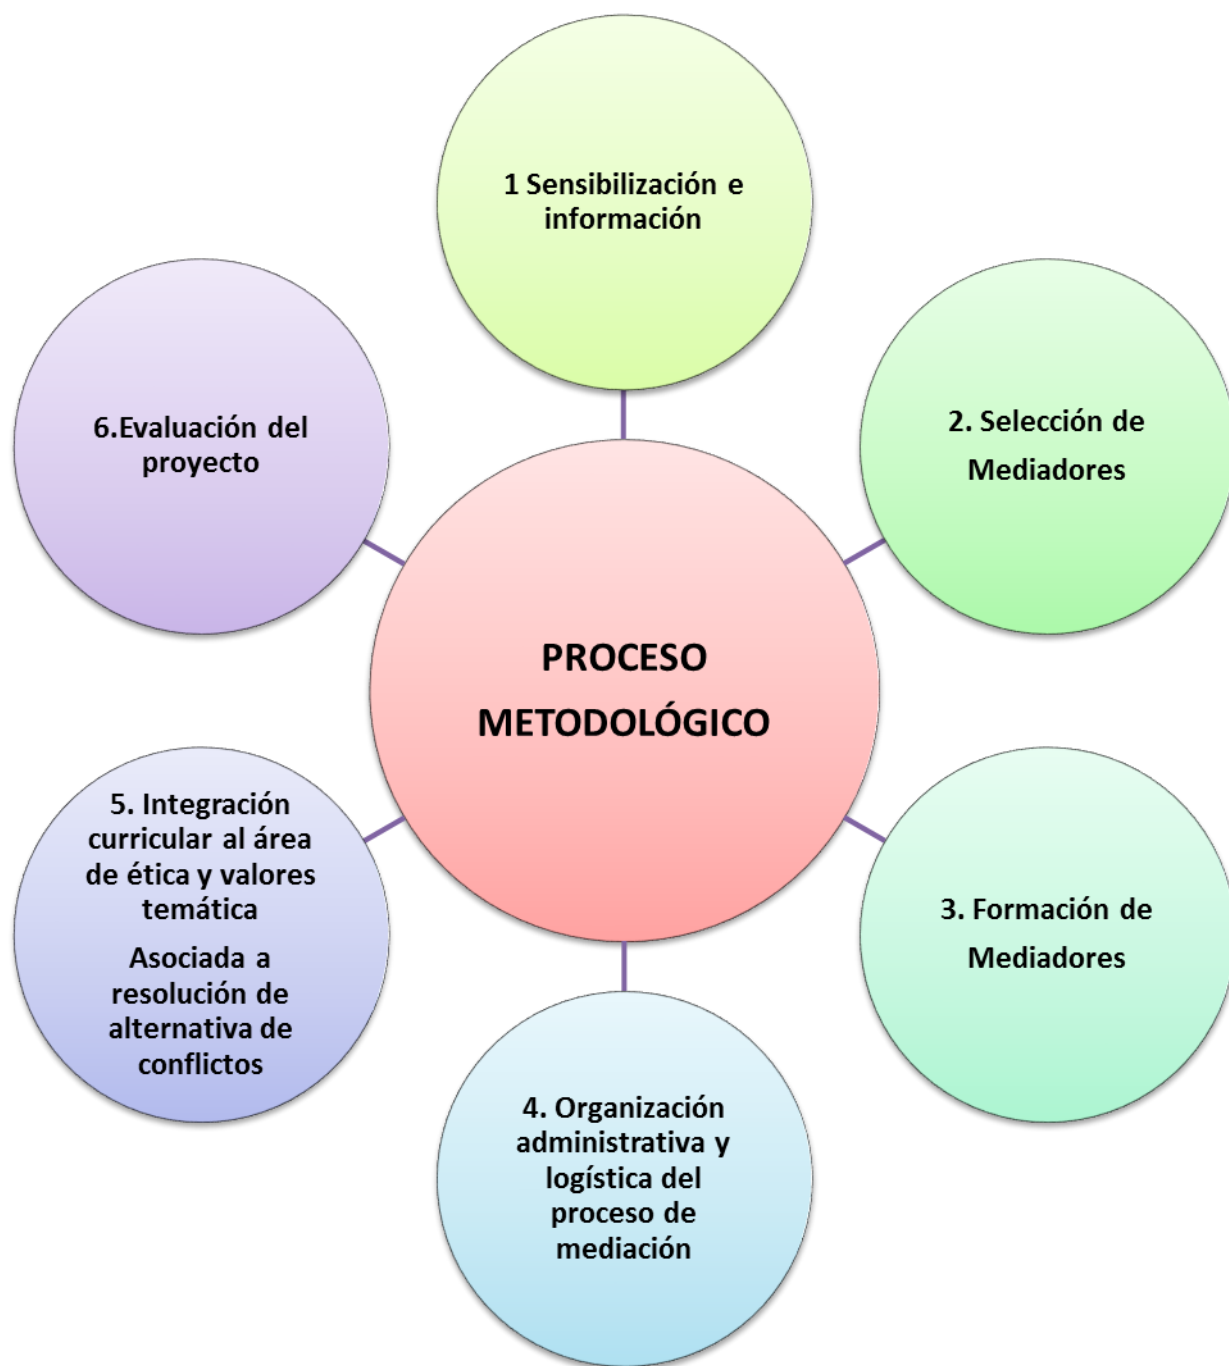 1 Sensibilización e
información
2. Selección de
Mediadores
3. Formación de
Mediadores
4. Organización
administrativa y
logística del
proceso de
mediación
5. Integración
curricular al área
de ética y valores
temática
Asociada a
resolución de
alternativa de
conflictos
6.Evaluación del
proyecto
PROCESO
METODOLÓGICO